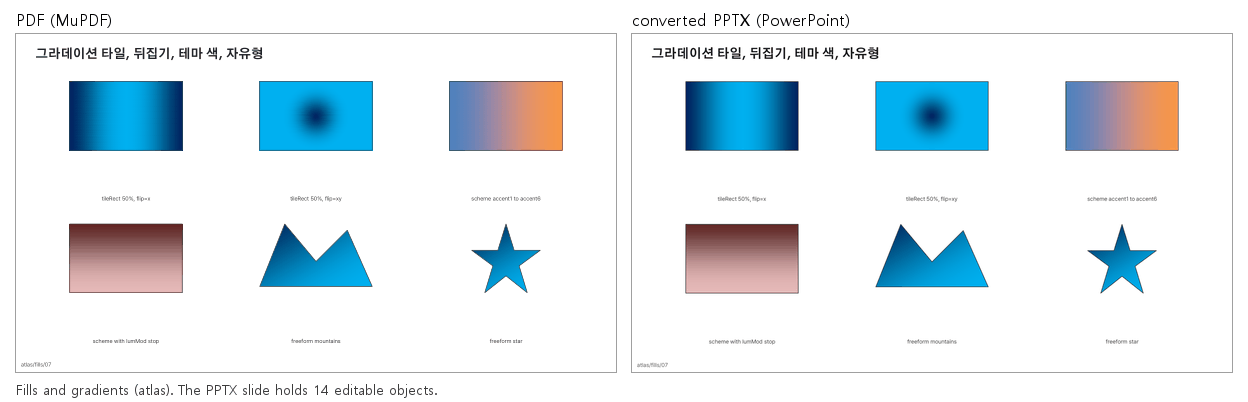 PDF (MuPDF)
그라데이션 타일, 뒤집기, 테마 색, 자유형
tileRect 50%, flip=x
tileRect 50%, flip=xy
scheme accent1 to accent6
scheme with lumMod stop
freeform mountains
freeform star
atlas/fills/07
converted PPTX (PowerPoint)
그라데이션 타일, 뒤집기, 테마 색, 자유형
tileRect 50%, flip=x
tileRect 50%, flip=xy
scheme accent1 to accent6
scheme with lumMod stop
freeform mountains
freeform star
atlas/fills/07
Fills and gradients (atlas). The PPTX slide holds 14 editable objects.